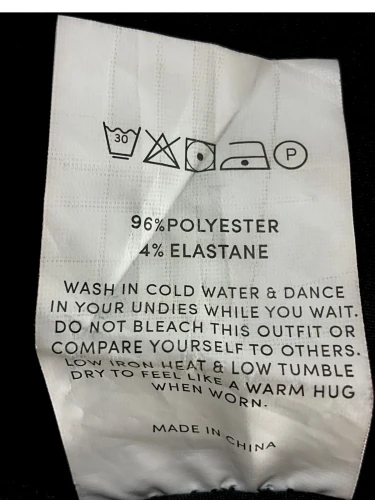 30
P
96%POLYESTER
4% ELASTANE
WASH IN COLD WATER & DANCE
IN YOUR UNDIES WHILE YOU WAIT.
DO NOT BLEACH THIS OUTFIT OR
COMPARE YOURSELF TO OTHERS.
LOW IRON HEAT & LOW TUMBLE
DRY TO FEEL LIKE A WARM HUG
WHEN WORN.
MADE IN CHINA